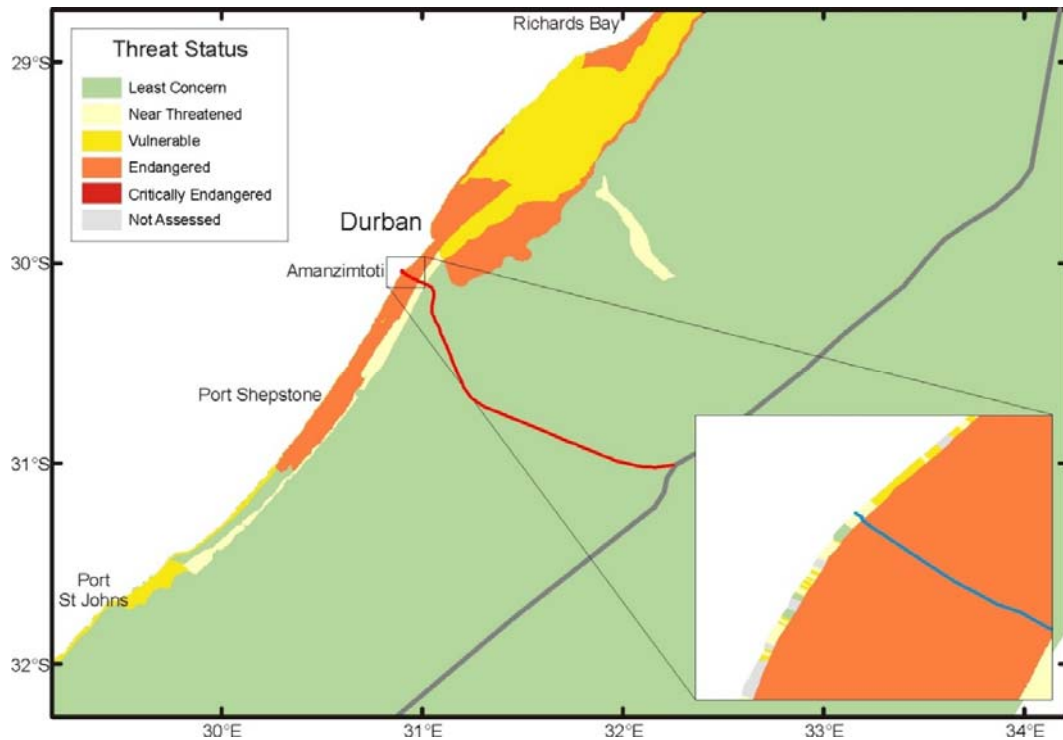 Richards Bay
29°S
Threat Status
Least Concern
Near Threatened
Vulnerable
Endangered
Critically Endangered
Not Assessed
Durban
30°S
Amanzimtoti
Port Shepstone
31°S
Port
St Johns
32°S
30°E
31°E
32°E
33°E
34°E